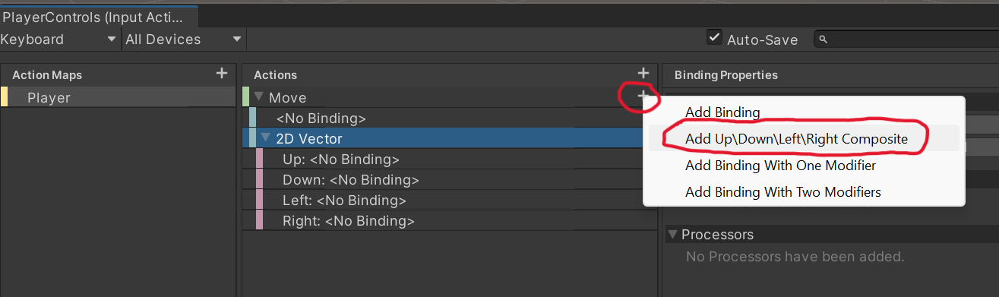 PlayerControls (Input Acti...
Keyboard All Devices Auto-Save
Action Maps Actions Binding Properties
Player Move
Add Binding
<No Binding>
2D Vector Add Up\Down\Left\Right Composite
Up: <No Binding> Add Binding With One Modifier
Down: <No Binding> Add Binding With Two Modifiers
Left: <No Binding>
Right: <No Binding>
Processors
No Processors have been added.